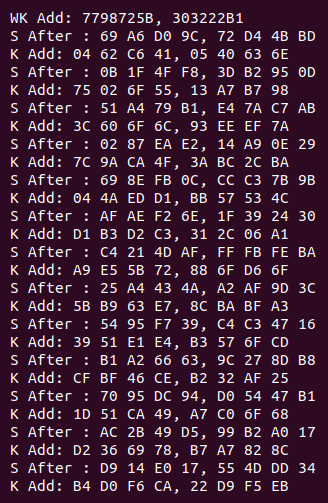 WK Add: 7798725B, 303222B1
S After : 69 A6 D0 9C, 72 D4 4B BD
K Add: 04 62 C6 41, 05 40 63 6E
S After : 0B 1F 4F F8, 3D B2 95 0D
K Add: 75 02 6F 55, 13 A7 B7 98
S After : 51 A4 79 B1, E4 7A C7 AB
K Add: 3C 60 6F 6C, 93 EE EF 7A
S After : 02 87 EA E2, 14 A9 0E 29
K Add: 7C 9A CA 4F, 3A BC 2C BA
S After : 69 8E FB 0C, CC C3 7B 9B
K Add: 04 4A ED D1, BB 57 53 4C
S After : AF AE F2 6E, 1F 39 24 30
K Add: D1 B3 D2 C3, 31 2C 06 A1
S After : C4 21 4D AF, FF FB FE BA
K Add: A9 E5 5B 72, 88 6F D6 6F
S After : 25 A4 43 4A, A2 AF 9D 3C
K Add: 5B B9 63 E7, 8C BA BF A3
S After : 54 95 F7 39, C4 C3 47 16
K Add: 39 51 E1 E4, B3 57 6F CD
S After : B1 A2 66 63, 9C 27 8D B8
K Add: CF BF 46 CE, B2 32 AF 25
S After : 70 95 DC 94, D0 54 47 B1
K Add: 1D 51 CA 49, A7 C0 6F 68
S After : AC 2B 49 D5, 99 B2 A0 17
K Add: D2 36 69 78, B7 A7 82 8C
S After : D9 14 E0 17, 55 4D DD 34
K Add: B4 D0 F6 CA, 22 D9 F5 EB